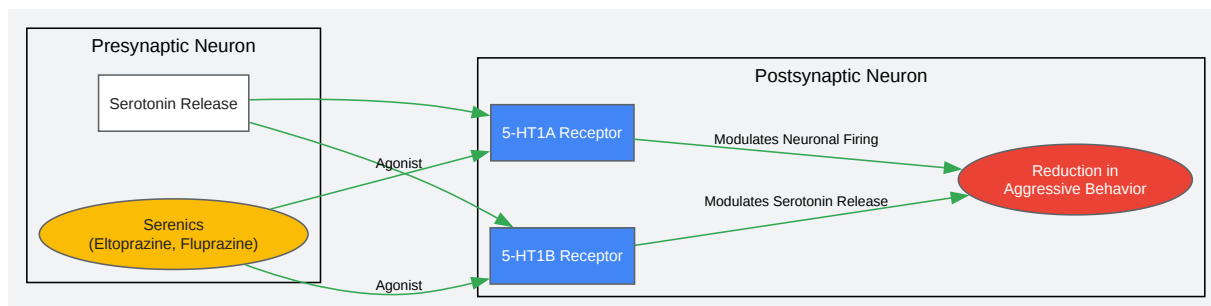 Presynaptic Neuron
Serotonin Release
Serenics
(Eltoprazine, Fluprazine)
Agonist
Agonist
Postsynaptic Neuron
5-HT1A Receptor
5-HT1B Receptor
Modulates Neuronal Firing
Modulates Serotonin Release
Reduction in
Aggressive Behavior